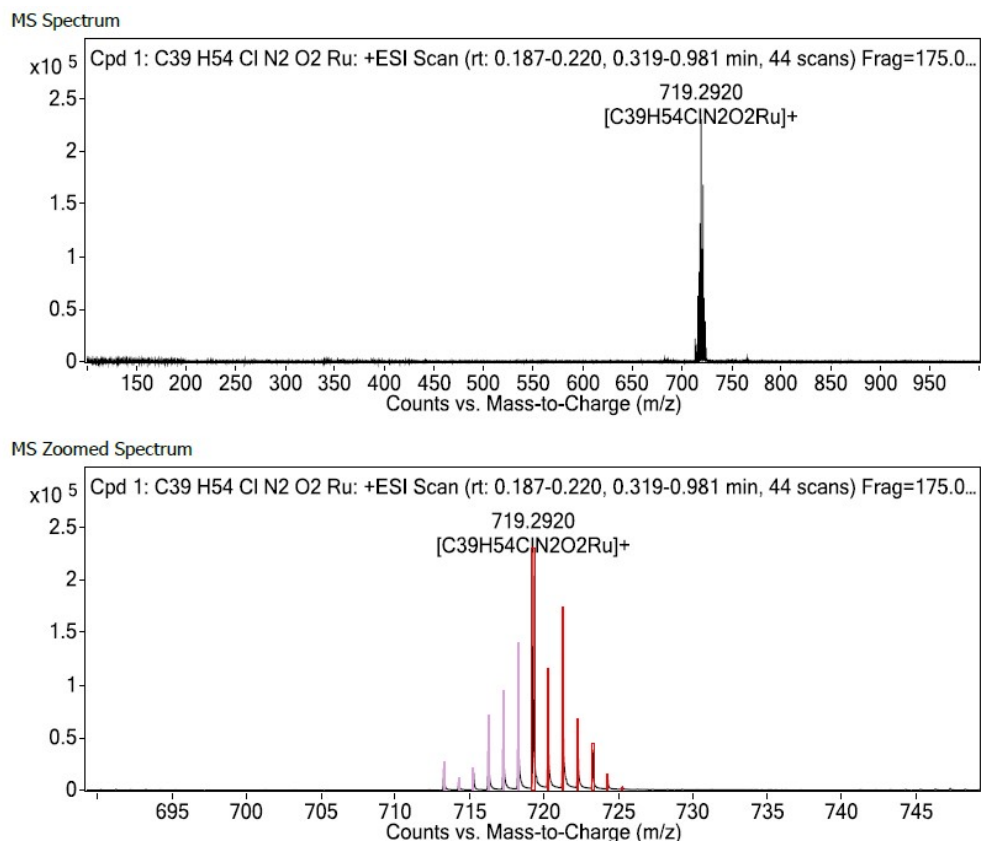 MS Spectrum
x10 5
Cpd 1: C39 H54 Cl N2 O2 Ru: +ESI Scan (rt: 0.187-0.220, 0.319-0.981 min, 44 scans) Frag=175.0...
719.2920
[C39H54ClN2O2Ru]+
2.5
2
1.5
1
0.5
0
150 200 250 300 350 400 450 500 550 600 650 700 750 800 850 900 950
Counts vs. Mass-to-Charge (m/z)
MS Zoomed Spectrum
x10 5
Cpd 1: C39 H54 Cl N2 O2 Ru: +ESI Scan (rt: 0.187-0.220, 0.319-0.981 min, 44 scans) Frag=175.0...
719.2920
[C39H54ClN2O2Ru]+
2.5
2
1.5
1
0.5
0
695 700 705 710 715 720 725 730 735 740 745
Counts vs. Mass-to-Charge (m/z)